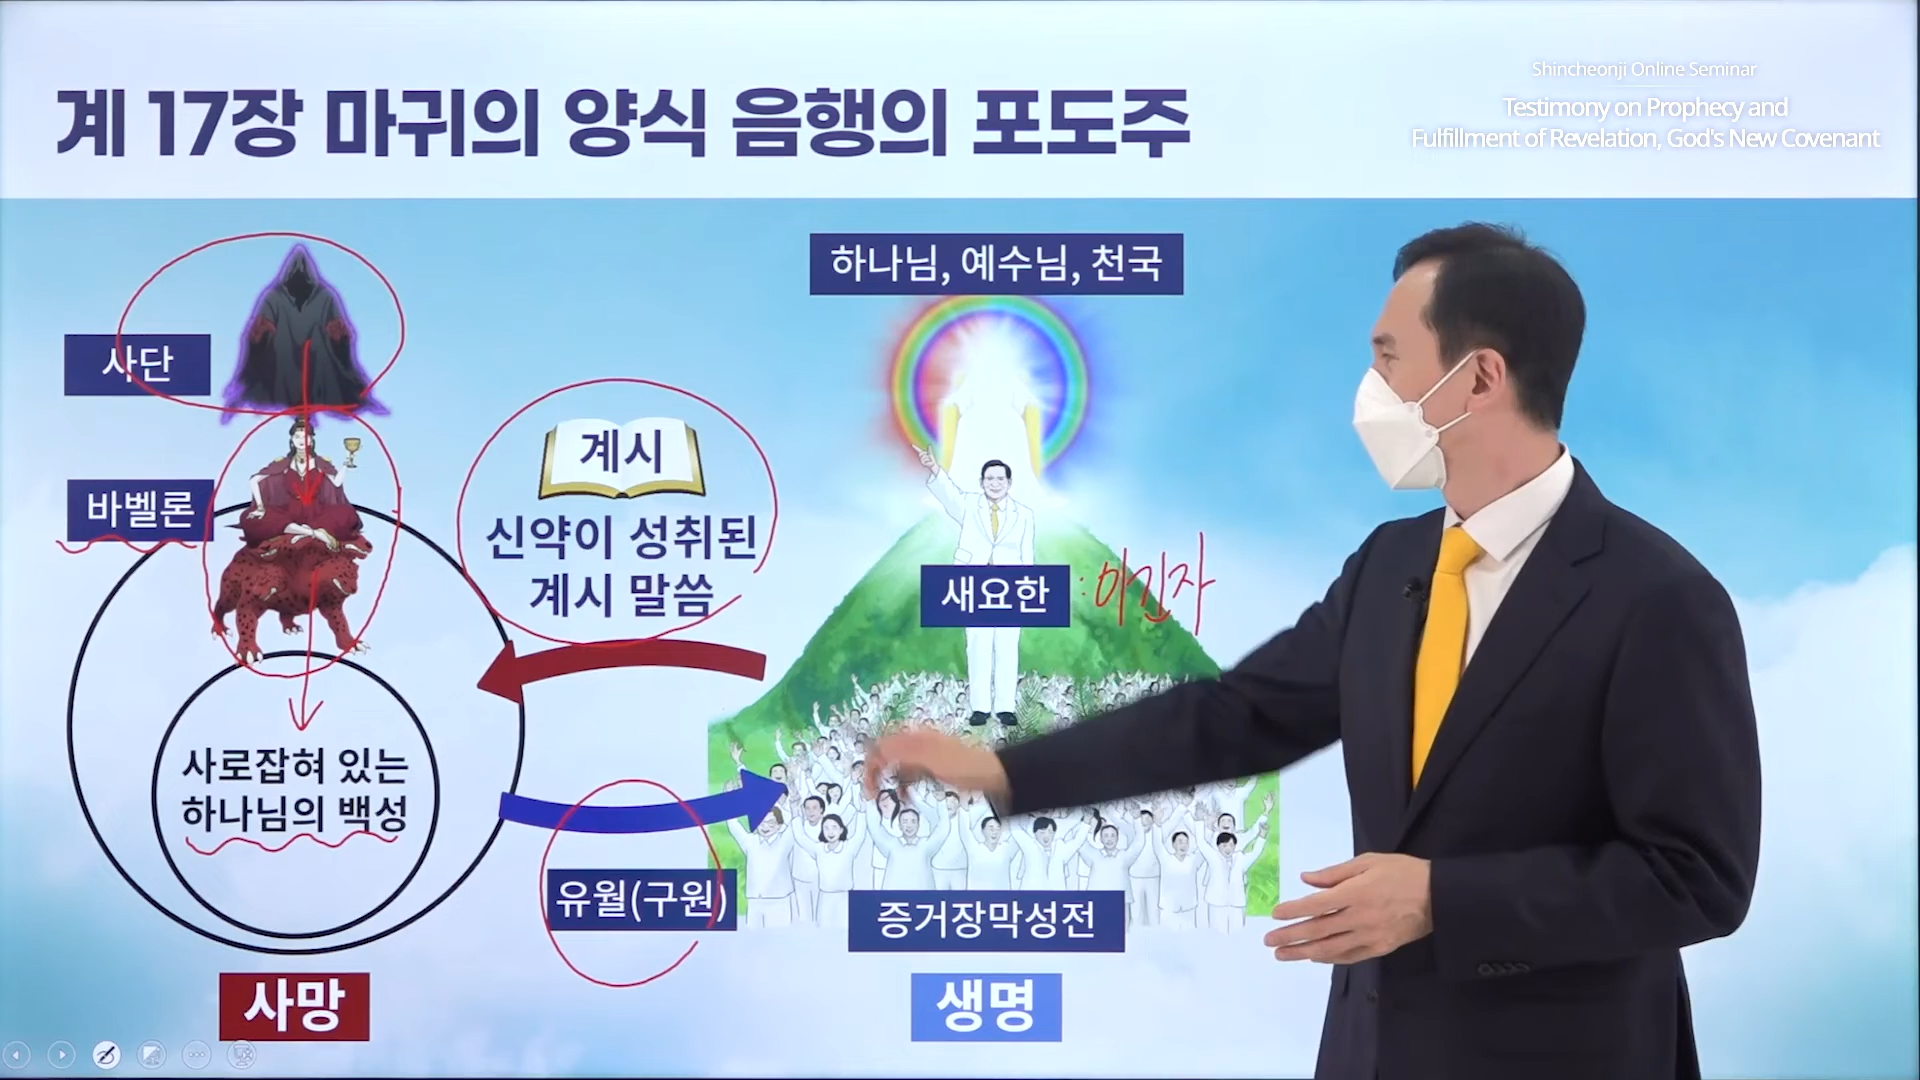 계 17장 마귀의 양식 음행의 포도주
Shincheonji Online Seminar
Testimony on Prophecy and
Fulfillment of Revelation, God's New Covenant
하나님, 예수님, 천국
사단
바벨론
계시
신약이 성취된
계시 말씀
새요한
: 이긴자
사로잡혀 있는
하나님의 백성
유월(구원)
증거장막성전
사망
생명